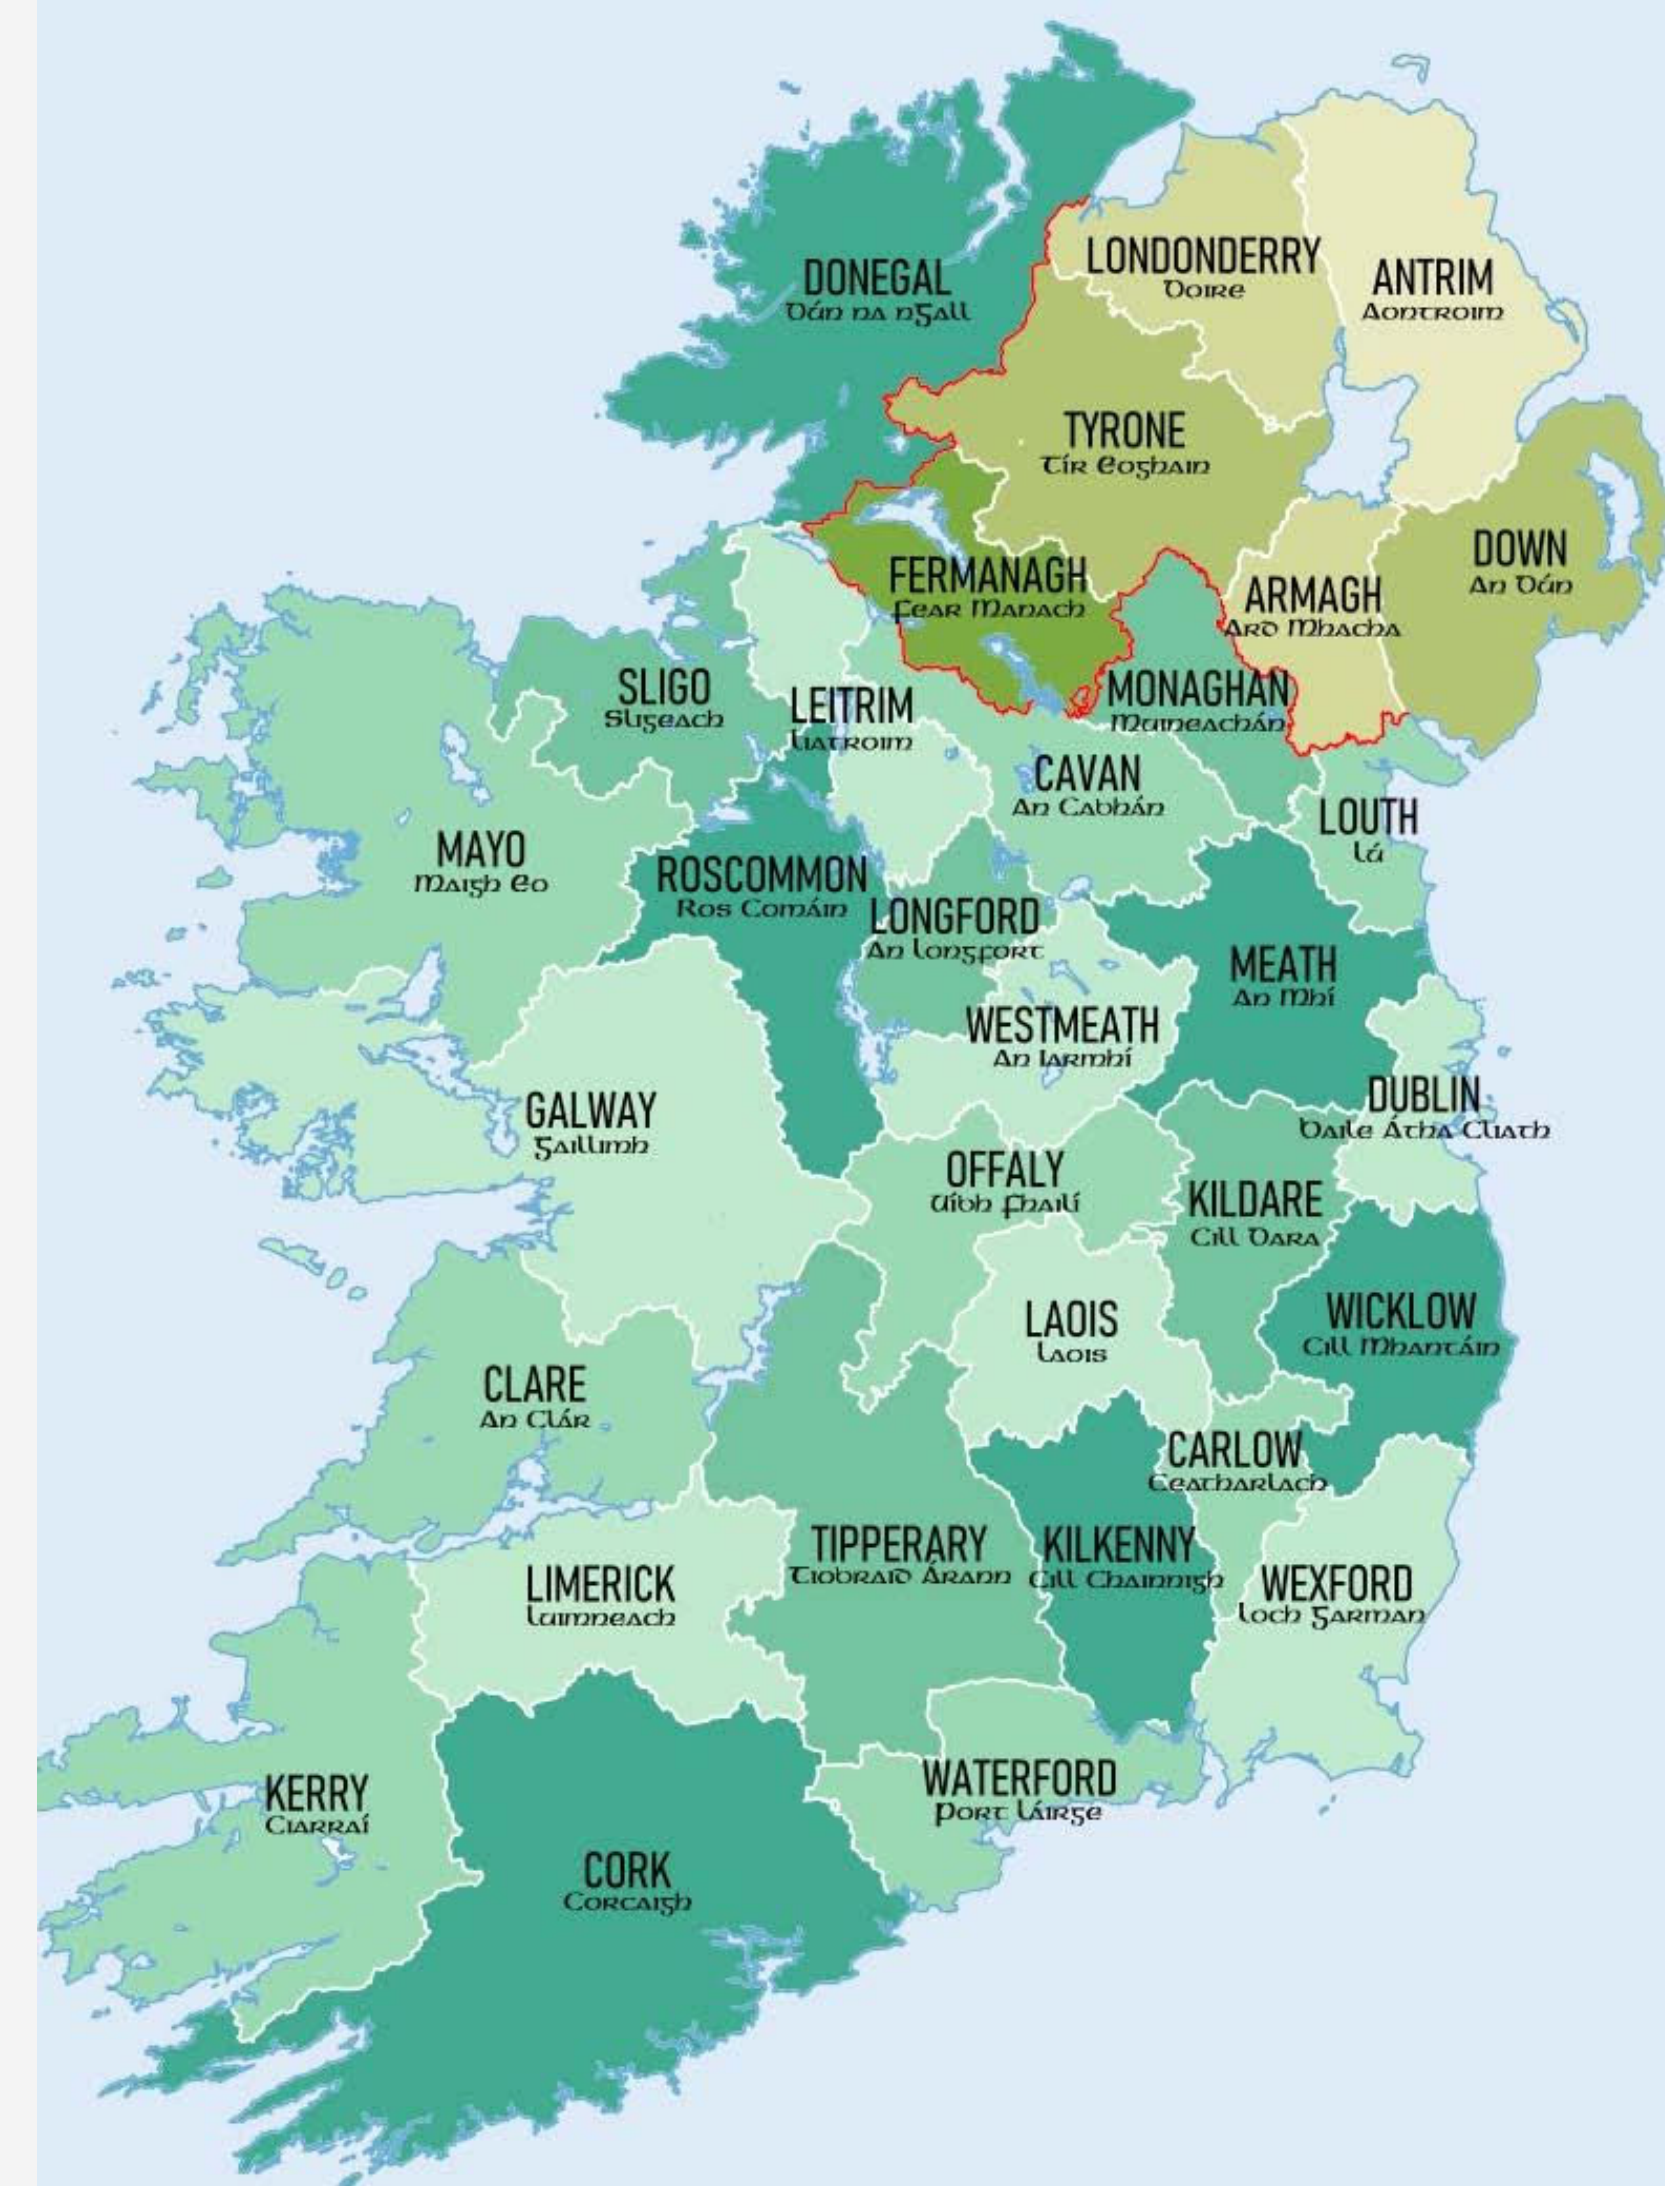 DONEGAL
Dún na nGall
LONDONDERRY
Doire
ANTRIM
Aontroim
TYRONE
Tír Eoghain
FERMANAGH
Fear Manach
ARMAGH
Ard Mhacha
DOWN
An Dún
SLIGO
Sligeach
LEITRIM
Liatroim
MONAGHAN
Muineachán
CAVAN
An Cabhán
LOUTH
Lú
MAYO
Maigh Eo
ROSCOMMON
Ros Comáin
LONGFORD
An Longfort
MEATH
An Mhí
WESTMEATH
An Iarmhí
GALWAY
Gaillimh
DUBLIN
Baile Átha Cliath
OFFALY
Uíbh Fhailí
KILDARE
Cill Dara
LAOIS
Laois
WICKLOW
Cill Mhantáin
CLARE
An Clár
CARLOW
Ceatharlach
LIMERICK
Luimneach
TIPPERARY
Tiobraid Árann
KILKENNY
Cill Chainnigh
WEXFORD
Loch Garman
KERRY
Ciarraí
WATERFORD
Port Láirge
CORK
Corcaigh